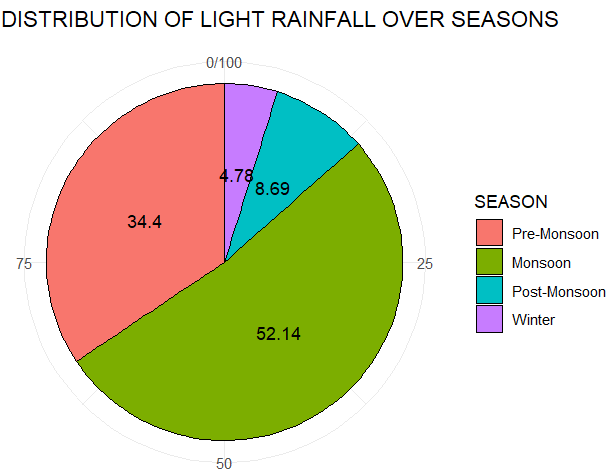 DISTRIBUTION OF LIGHT RAINFALL OVER SEASONS
0/100
4.78
8.69
34.4
75
25
52.14
50
SEASON
Pre-Monsoon
Monsoon
Post-Monsoon
Winter